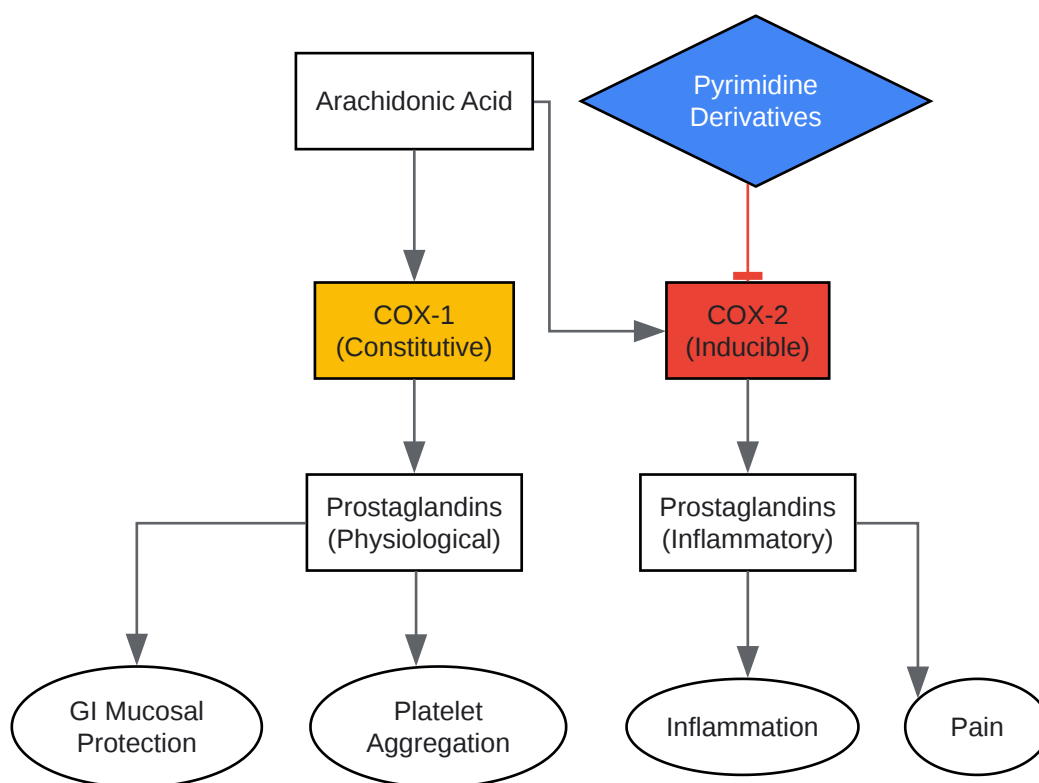 Arachidonic Acid
Pyrimidine
Derivatives
COX-1
(Constitutive)
COX-2
(Inducible)
Prostaglandins
(Physiological)
Prostaglandins
(Inflammatory)
GI Mucosal
Protection
Platelet
Aggregation
Inflammation
Pain